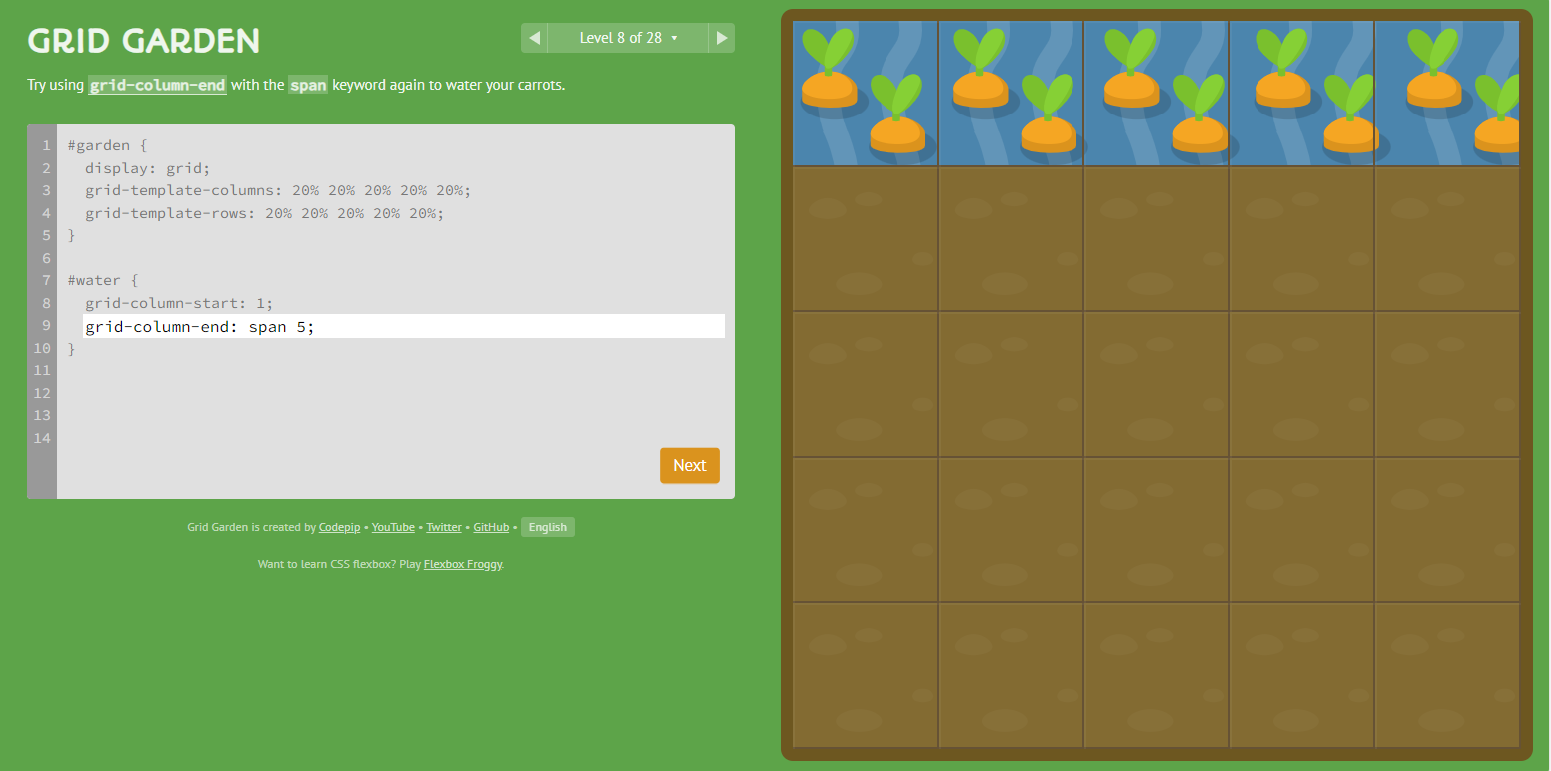 GRID GARDEN
Level 8 of 28
Try using grid-column-end with the span keyword again to water your carrots.
1 #garden {
2 display: grid;
3 grid-template-columns: 20% 20% 20% 20% 20%;
4 grid-template-rows: 20% 20% 20% 20% 20%;
5 }
6
7 #water {
8 grid-column-start: 1;
9 grid-column-end: span 5;
10 }
11
12
13
14
Next
Grid Garden is created by Codepip • YouTube • Twitter • GitHub • English
Want to learn CSS flexbox? Play Flexbox Froggy.